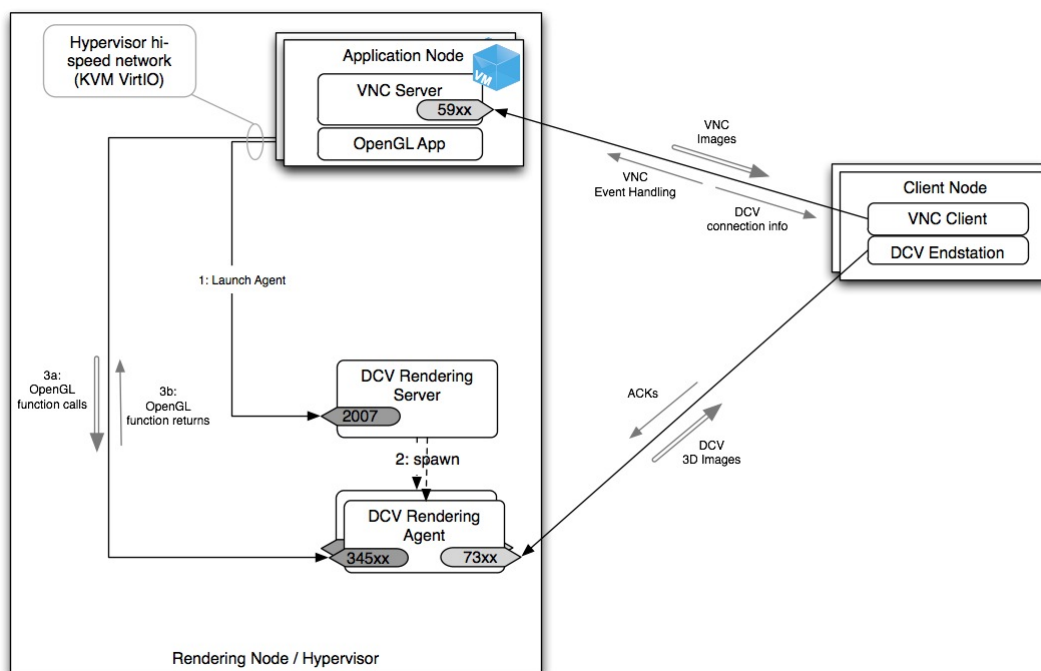 Hypervisor hi-
speed network
(KVM VirtIO)
Application Node
VM
VNC Server
59xx
OpenGL App
VNC
Images
VNC
Event Handling
DCV
connection info
Client Node
VNC Client
DCV Endstation
1: Launch Agent
3a:
OpenGL
function calls
3b:
OpenGL
function returns
DCV Rendering
Server
2007
2: spawn
DCV Rendering
Agent
345xx
73xx
ACKs
DCV
3D Images
Rendering Node / Hypervisor